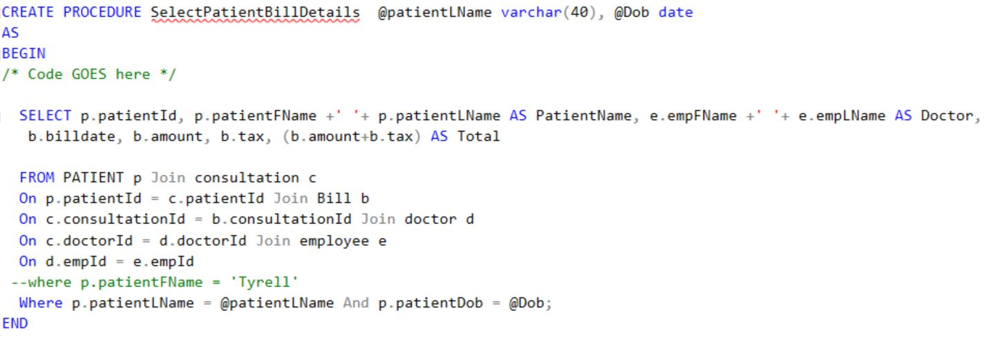 CREATE PROCEDURE SelectPatientBillDetails  @patientLName varchar(40), @Dob date
AS
BEGIN
/* Code GOES here */
SELECT p.patientId, p.patientFName +' '+ p.patientLName AS PatientName, e.empFName +' '+ e.empLName AS Doctor,
b.billdate, b.amount, b.tax, (b.amount+b.tax) AS Total
FROM PATIENT p Join consultation c
On p.patientId = c.patientId Join Bill b
On c.consultationId = b.consultationId Join doctor d
On c.doctorId = d.doctorId Join employee e
On d.empId = e.empId
--where p.patientFName = 'Tyrell'
Where p.patientLName = @patientLName And p.patientDob = @Dob;
END